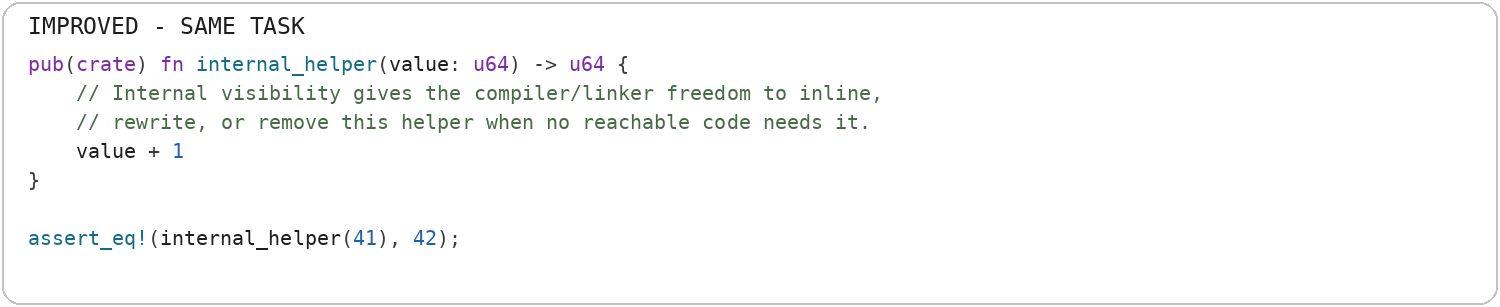 IMPROVED - SAME TASK
pub(crate) fn internal_helper(value: u64) -> u64 {
    // Internal visibility gives the compiler/linker freedom to inline,
    // rewrite, or remove this helper when no reachable code needs it.
    value + 1
}
assert_eq!(internal_helper(41), 42);